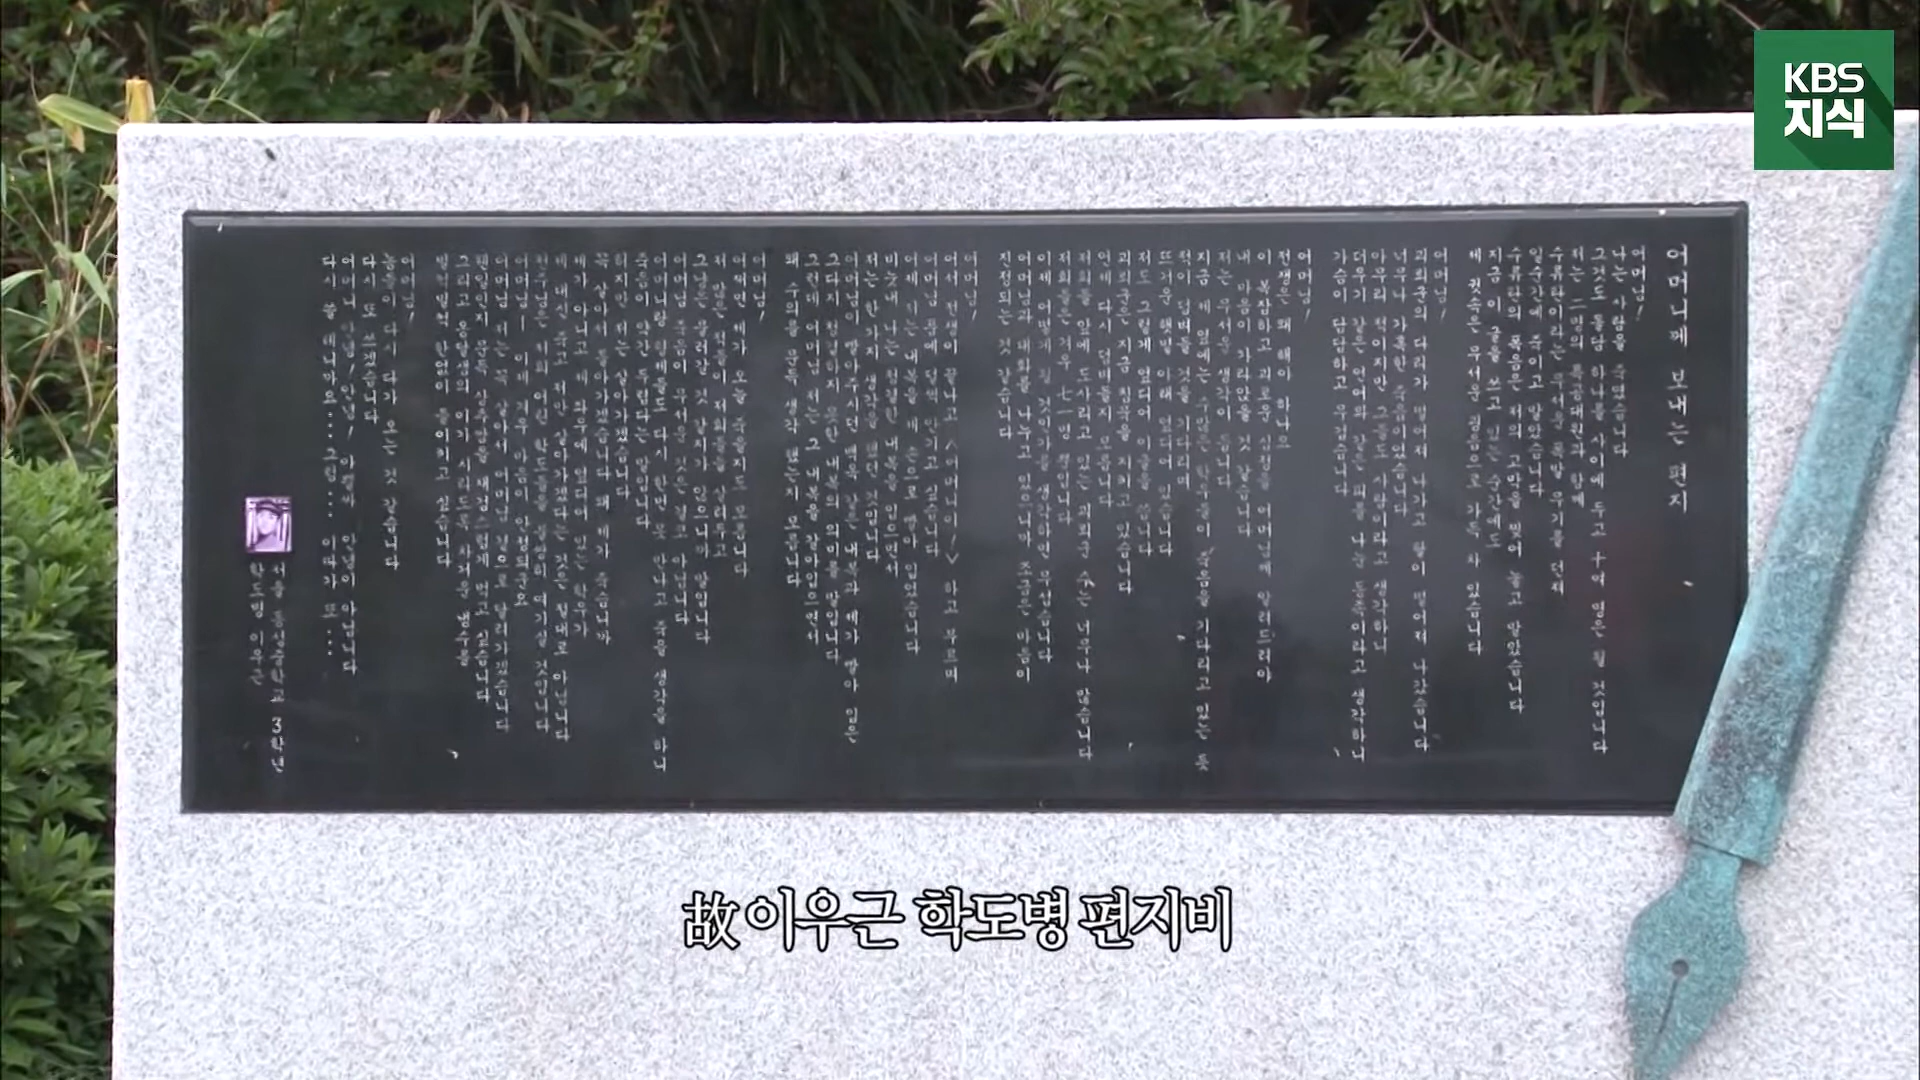 KBS
지식
어머니께 보내는 편지
어머니!
나는 사람을 죽였습니다
그것도 돌담 하나를 사이에 두고 十여 명은 될 것입니다
저는 二명의 특공대원과 함께
수류탄이라는 무서운 폭발 무기를 던져
일순간에 죽이고 말았습니다
수류탄의 폭음은 저의 고막을 찢어 놓고 말았습니다
지금 이 글을 쓰고 있는 순간에도
제 귓속은 무서운 굉음으로 가득 차 있습니다
어머니!
괴뢰군의 다리가 떨어져 나가고 팔이 떨어져 나갔습니다
너무나 가혹한 죽음이었습니다
아무리 적이지만 그들도 사람이라고 생각하니
더욱이 같은 언어와 같은 피를 나눈 동족이라고 생각하니
가슴이 답답하고 무겁습니다
어머니!
전쟁은 왜 해야 하나요
이 복잡하고 괴로운 심정을 어머님께 알려드려야
내 마음이 가라앉을 것 같습니다
저는 무서운 생각이 듭니다
지금 제 옆에는 수많은 학우들이 죽음을 기다리고 있는 듯
적이 덤벼들 것을 기다리며
뜨거운 햇빛 아래 엎디어 있습니다
저도 그렇게 엎디어 이 글을 씁니다
괴뢰군은 지금 침묵을 지키고 있습니다
언제 다시 덤벼들지 모릅니다
저희들 앞에 도사리고 있는 괴뢰군 수는 너무나 많습니다
저희들은 겨우 七一명 뿐입니다
이제 어떻게 될 것인가를 생각하면 무섭습니다
어머님과 대화를 나누고 있으니까 조금은 마음이
진정되는 것 같습니다
어머니!
어서 전쟁이 끝나고 <어머니이!> 하고 부르며
어머님 품에 덥썩 안기고 싶습니다
어제 저는 내복을 제 손으로 빨아 입었습니다
비눗내 나는 청결한 내복을 입으면서
저는 한 가지 생각을 했던 것입니다
어머님이 빨아주시던 백옥 같은 내복과 제가 빨아 입은
그다지 청결하지 못한 내복의 의미를 말입니다
그런데 어머님 저는 그 내복을 갈아입으면서
왜 수의를 문득 생각 했는지 모릅니다
어머니!
어쩌면 제가 오늘 죽을지도 모릅니다
저 많은 적들이 저희들을 살려두고
그냥은 물러갈 것 같지가 않으니까 말입니다
어머님 죽음이 무서운 것은 결코 아닙니다
어머니랑 형제들도 다시 한번 못 만나고 죽을 생각을 하니
죽음이 약간 두렵다는 말입니다
허지만 저는 살아가겠습니다
꼭 살아서 돌아가겠습니다 왜 제가 죽습니까
제가 아니고 제 좌우에 엎디어 있는 학우가
제 대신 죽고 저만 살아가겠다는 것은 절대로 아닙니다
천주님은 저희 어린 학도들을 불쌍히 여기실 것입니다
어머니! 이제 겨우 마음이 안정되군요
어머니 저는 꼭 살아서 어머니 곁으로 달려가겠습니다
웬일인지 문득 상추쌈을 재검스럽게 먹고 싶습니다
그리고 옹달샘의 이가 시리도록 차거운 냉수를
벌컥벌컥 한없이 들이키고 싶습니다
어머니!
놈들이 다시 다가 오는 것 같습니다
다시 또 쓰겠습니다
어머니 안녕! 안녕! 아뿔싸 안녕이 아닙니다
다시 쓸 테니까요…… 그럼…… 이따가 또……
서울 동성중학교 3학년
학도병 이우근
故 이우근 학도병 편지비